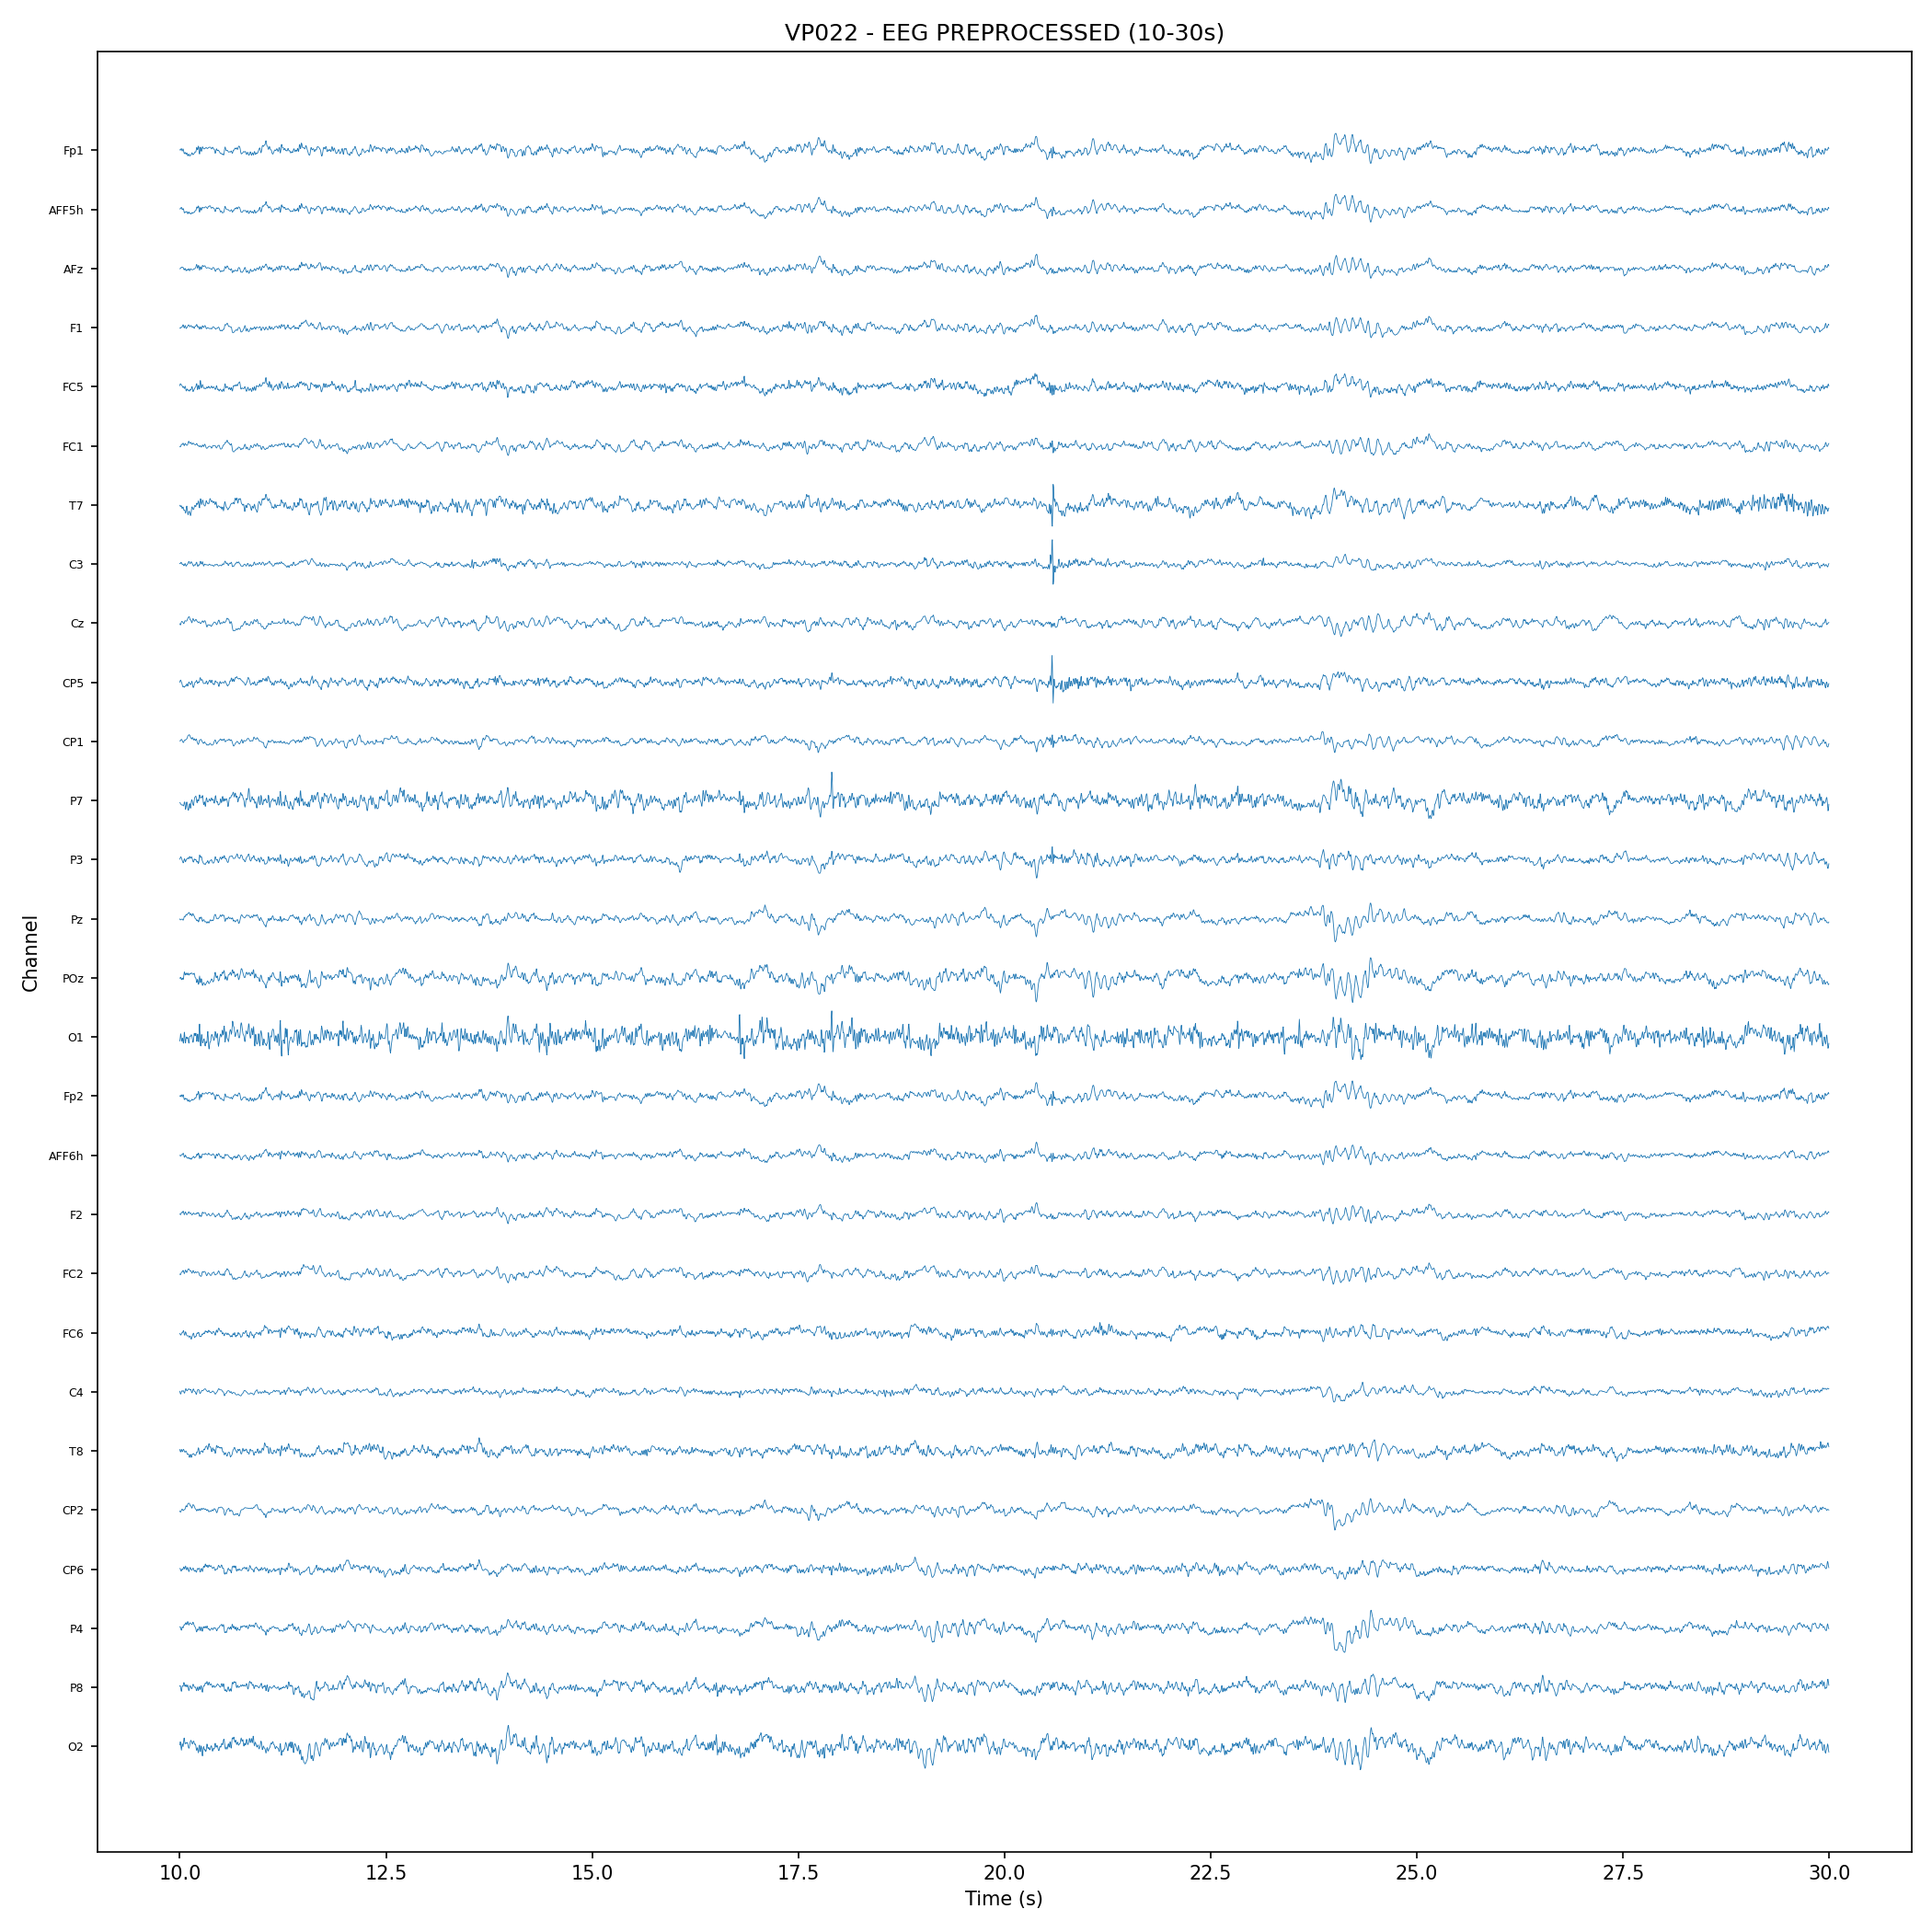 VP022 - EEG PREPROCESSED (10-30s)
Fp1
AFF5h
AFz
F1
FC5
FC1
T7
C3
Cz
CP5
CP1
P7
P3
Pz
POz
O1
Fp2
AFF6h
F2
FC2
FC6
C4
T8
CP2
CP6
P4
P8
O2
Channel
10.0 12.5 15.0 17.5 20.0 22.5 25.0 27.5 30.0
Time (s)